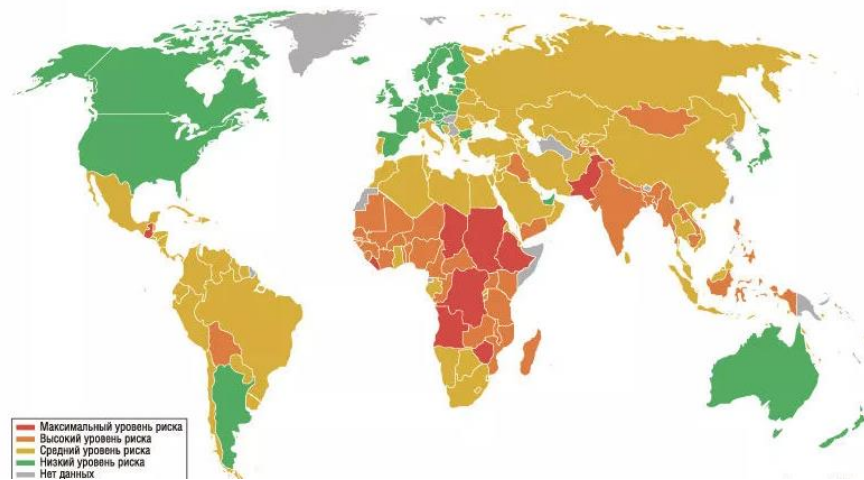 Максимальный уровень риска
Высокий уровень риска
Средний уровень риска
Низкий уровень риска
Нет данных